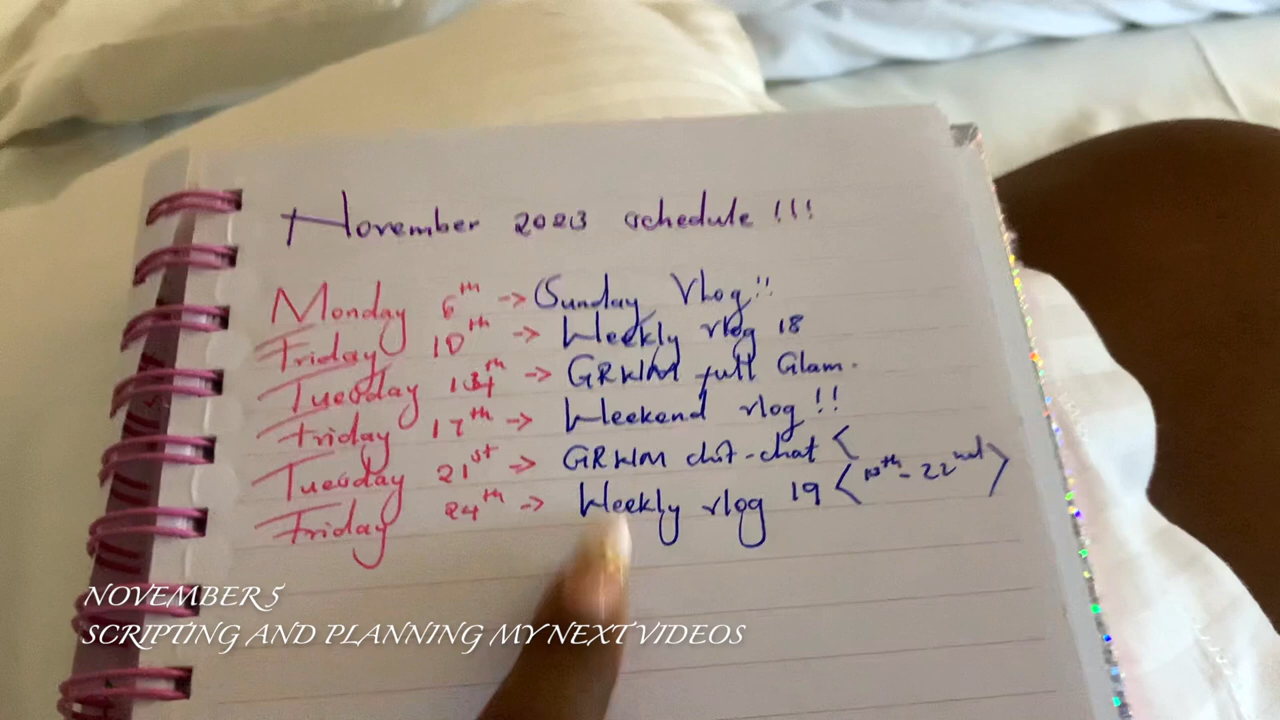 November 2023 schedule !!!
Monday 6th -> Sunday Vlog!!
Friday 10th -> Weekly vlog 18
Tuesday 14th -> GRWM full Glam.
Friday 17th -> Weekend vlog !!
Tuesday 21st -> GRWM chit-chat <
Friday 24th -> Weekly vlog 19 < - 22nd )
NOVEMBER 5
SCRIPTING AND PLANNING MY NEXT VIDEOS